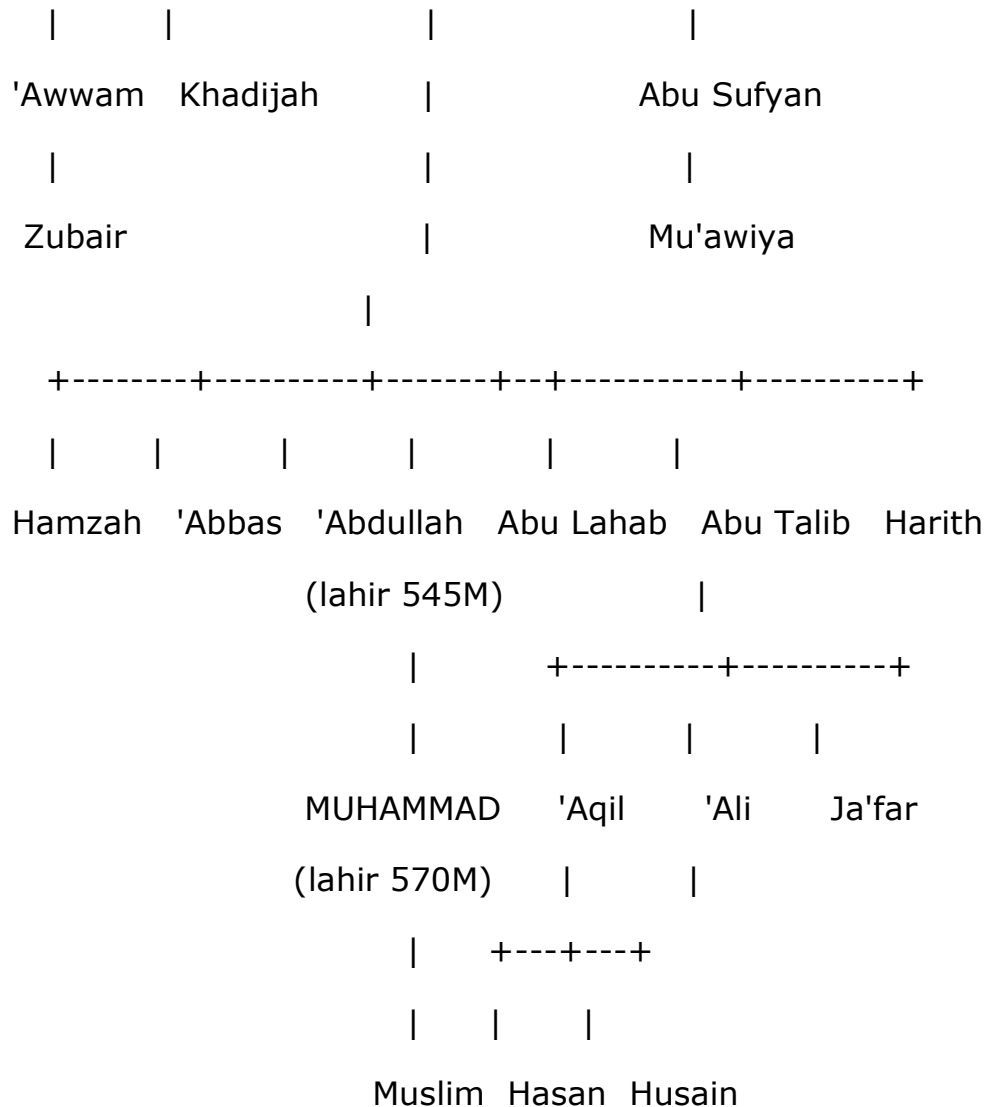 | | | |
'Awwam Khadijah | Abu Sufyan
| | |
Zubair | Mu'awiya
|
+--------+----------+-------+--+-----------+----------+
| | | | | |
Hamzah 'Abbas 'Abdullah Abu Lahab Abu Talib Harith
(lahir 545M) |
| +----------+----------+
| | | |
MUHAMMAD 'Aqil 'Ali Ja'far
(lahir 570M) | |
| +---+---+
| | |
Muslim Hasan Husain